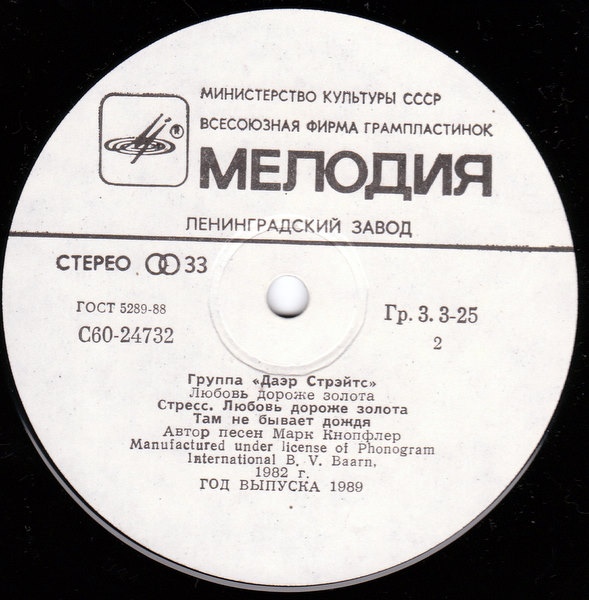 МИНИСТЕРСТВО КУЛЬТУРЫ СССР
ВСЕСОЮЗНАЯ ФИРМА ГРАМПЛАСТИНОК
®
МЕЛОДИЯ
ЛЕНИНГРАДСКИЙ ЗАВОД
СТЕРЕО 33
ГОСТ 5289-88
С60-24732
Гр. 3. 3-25
2
Группа «Даэр Стрэйтс»
Любовь дороже золота
Стресс. Любовь дороже золота
Там не бывает дождя
Автор песен Марк Кнопфлер
Manufactured under license of Phonogram
International B. V. Baarn,
1982 г.
ГОД ВЫПУСКА 1989